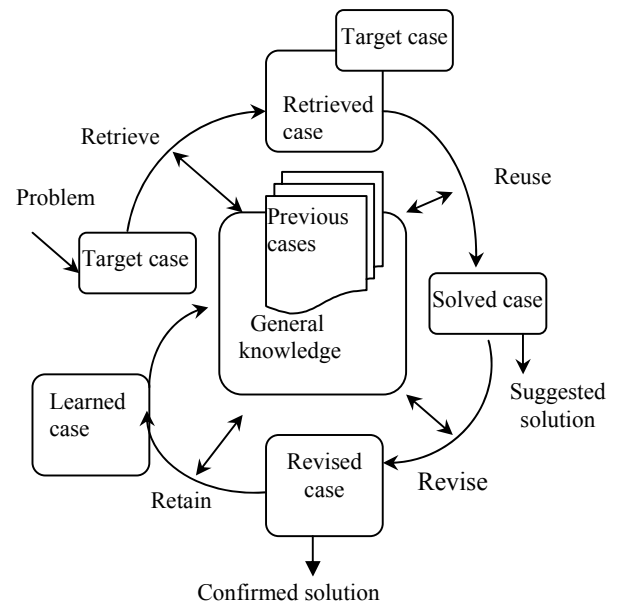 Target case
Retrieved
case
Retrieve
Reuse
Problem
Previous
cases
Target case
Solved case
General
knowledge
Suggested
solution
Learned
case
Revised
case
Revise
Retain
Confirmed solution